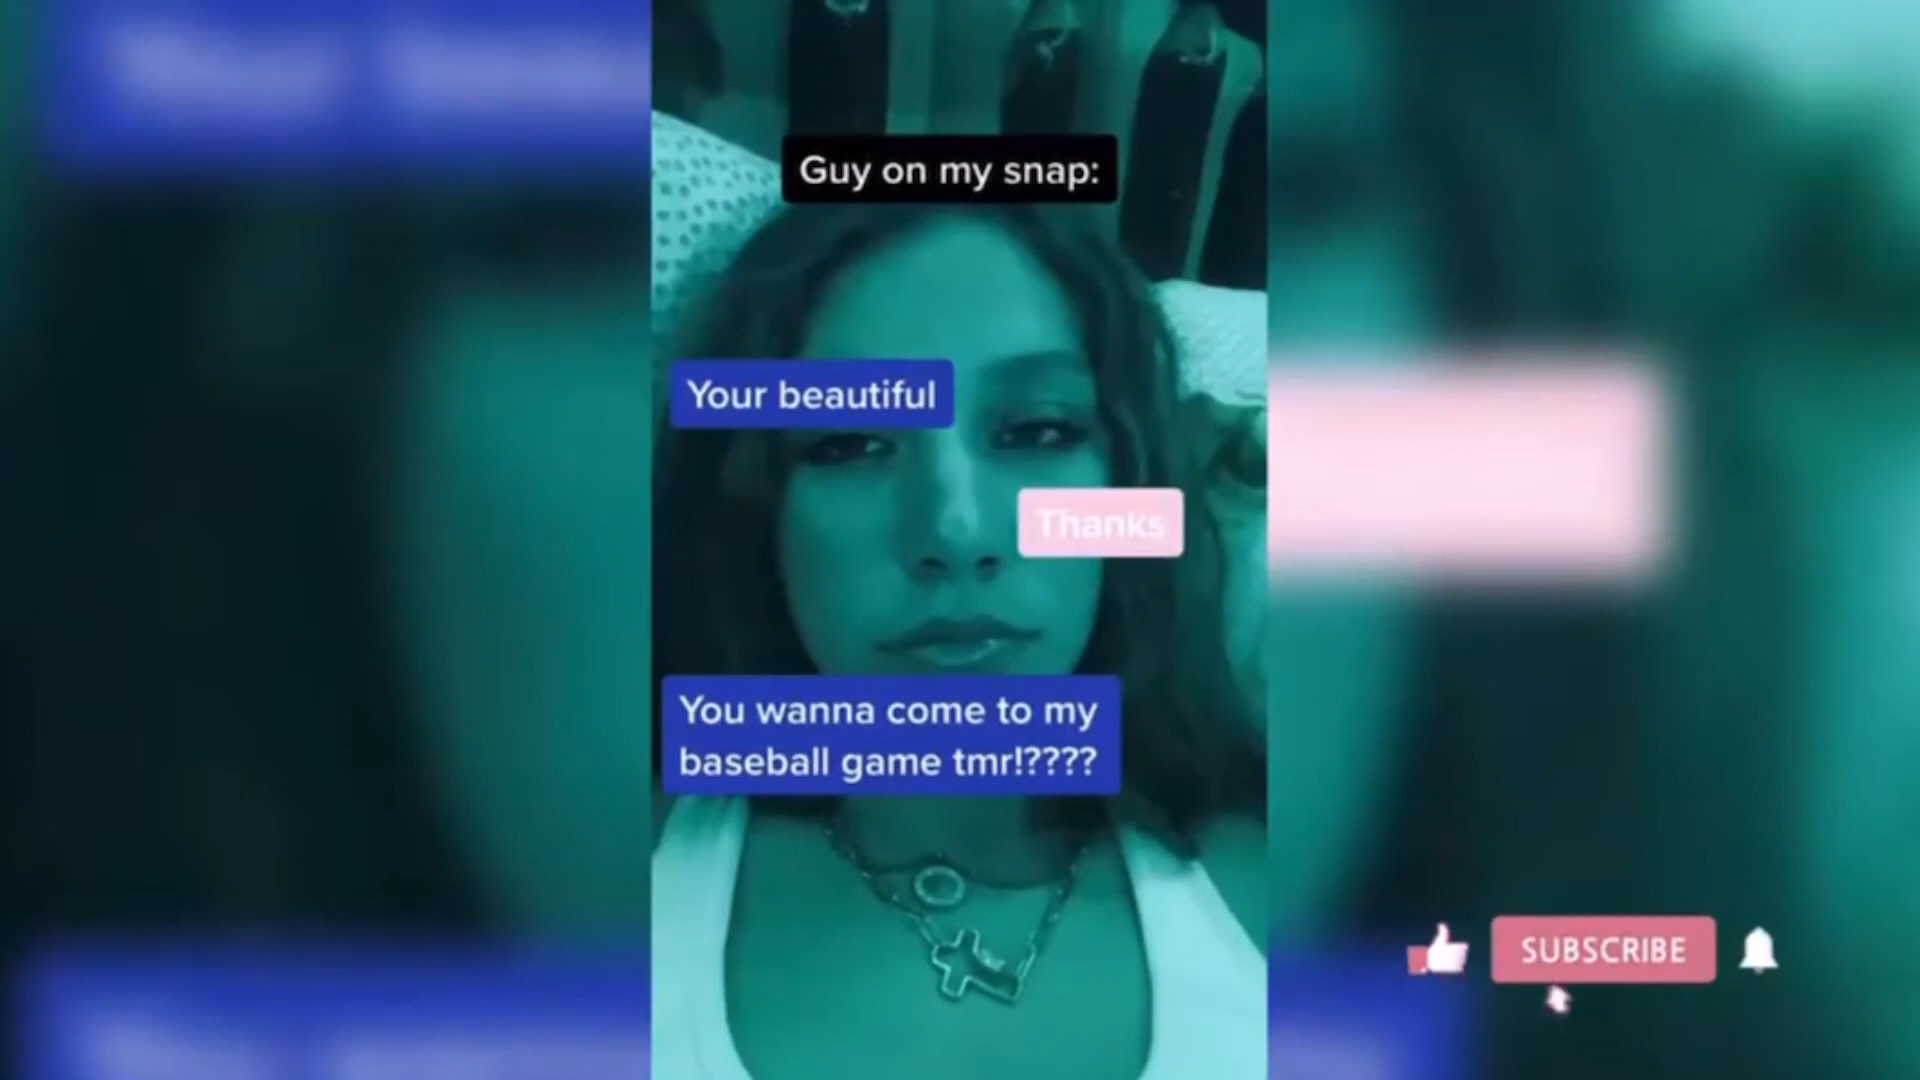 Guy on my snap:
Your beautiful
Thanks
You wanna come to my
baseball game tmr!????
SUBSCRIBE